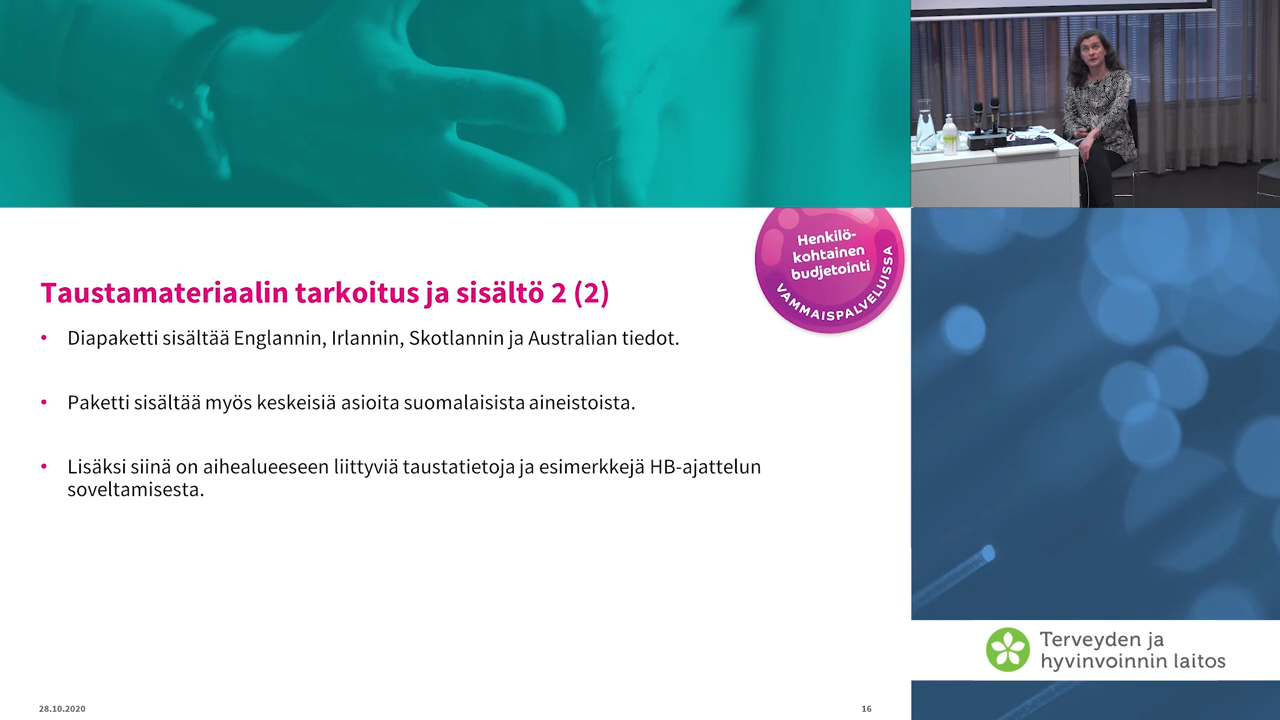 Henkilö-
kohtainen
budjetointi
VAMMAISPALVELUISSA
Taustamateriaalin tarkoitus ja sisältö 2 (2)
• Diapaketti sisältää Englannin, Irlannin, Skotlannin ja Australian tiedot.
• Paketti sisältää myös keskeisiä asioita suomalaisista aineistoista.
• Lisäksi siinä on aihealueeseen liittyviä taustatietoja ja esimerkkejä HB-ajattelun
soveltamisesta.
Terveyden ja
hyvinvoinnin laitos
28.10.2020
16